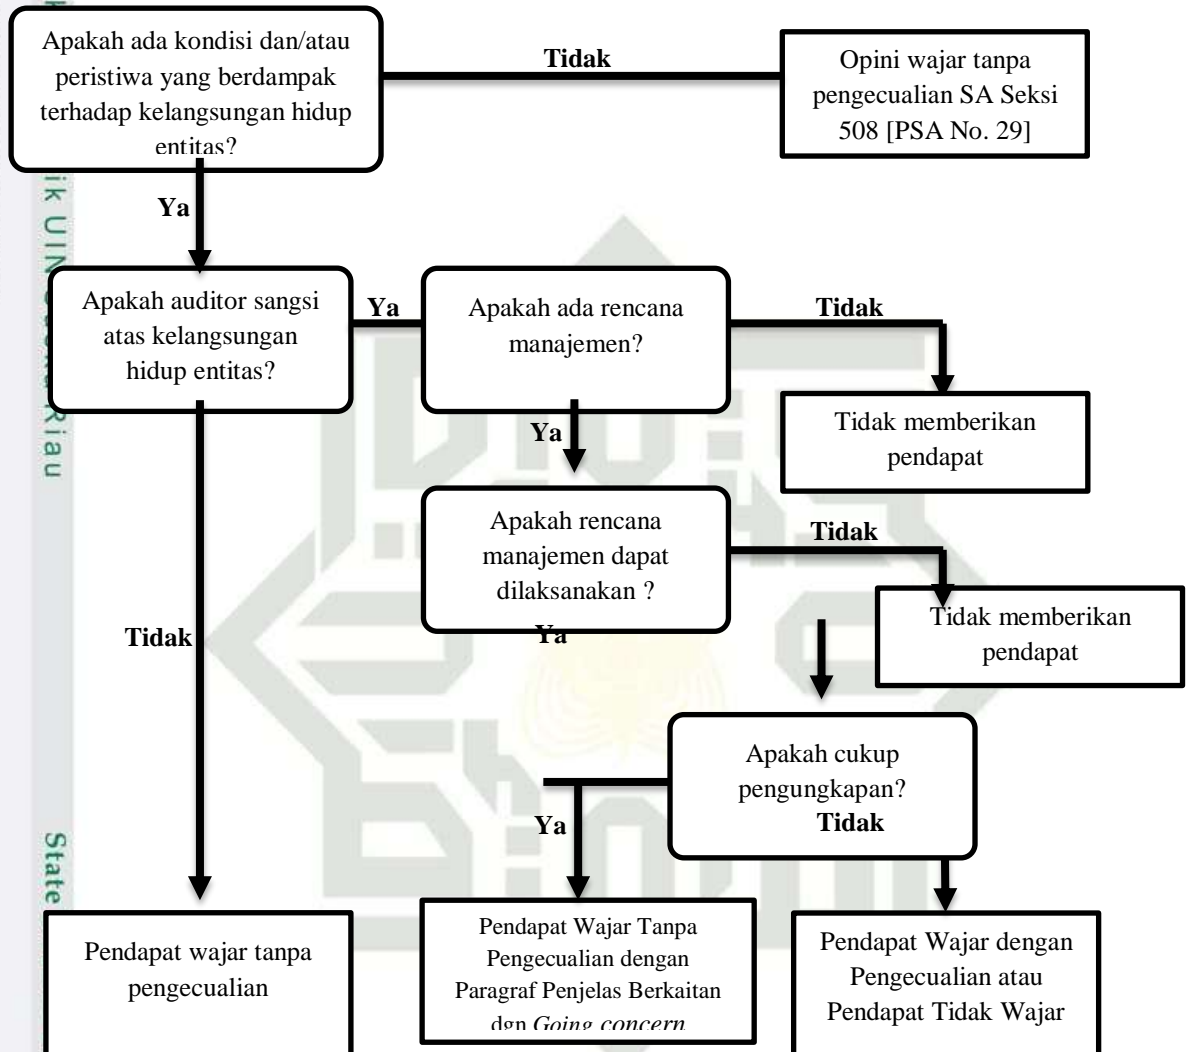 Apakah ada kondisi dan/atau
peristiwa yang berdampak
terhadap kelangsungan hidup
entitas?
Tidak
Opini wajar tanpa
pengecualian SA Seksi
508 [PSA No. 29]
Ya
Apakah auditor sangsi
atas kelangsungan
hidup entitas?
Ya
Apakah ada rencana
manajemen?
Tidak
Tidak memberikan
pendapat
Ya
Apakah rencana
manajemen dapat
dilaksanakan ?
Tidak
Tidak memberikan
pendapat
Ya
Tidak
Apakah cukup
pengungkapan?
Tidak
Ya
Pendapat wajar tanpa
pengecualian
Pendapat Wajar Tanpa
Pengecualian dengan
Paragraf Penjelas Berkaitan
dgn Going concern
Pendapat Wajar dengan
Pengecualian atau
Pendapat Tidak Wajar
ik UIN
Riau
State